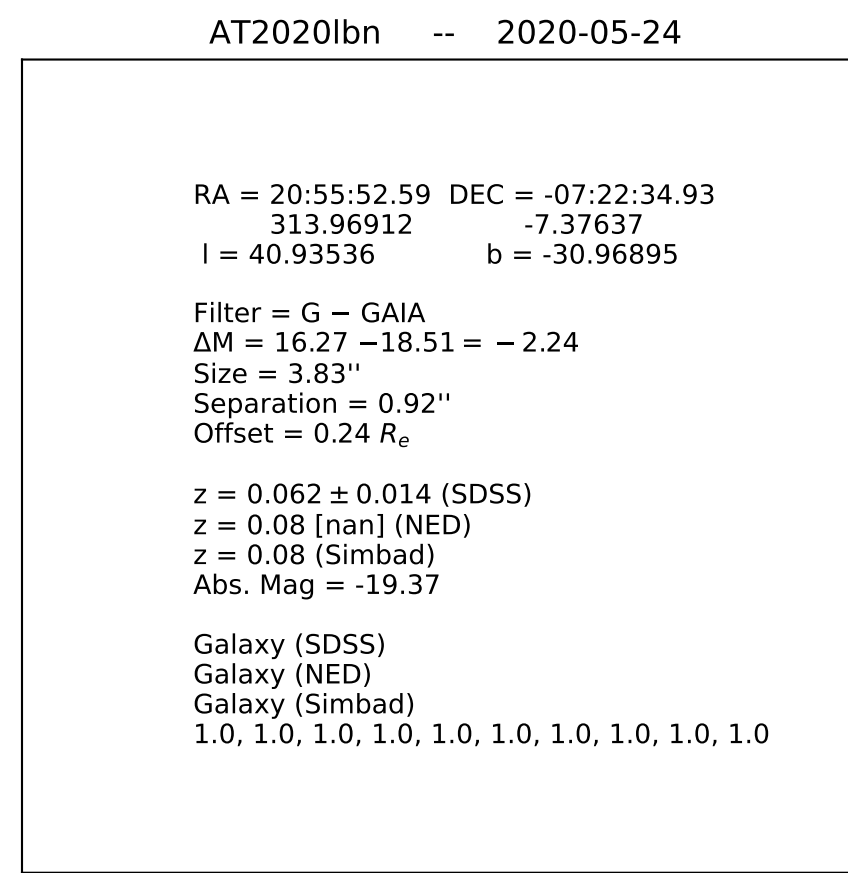 AT2020lbn -- 2020-05-24
RA = 20:55:52.59 DEC = -07:22:34.93
313.96912 -7.37637
l = 40.93536 b = -30.96895
Filter = G − GAIA
ΔM = 16.27 −18.51 = − 2.24
Size = 3.83''
Separation = 0.92''
Offset = 0.24 Re
z = 0.062 ± 0.014 (SDSS)
z = 0.08 [nan] (NED)
z = 0.08 (Simbad)
Abs. Mag = -19.37
Galaxy (SDSS)
Galaxy (NED)
Galaxy (Simbad)
1.0, 1.0, 1.0, 1.0, 1.0, 1.0, 1.0, 1.0, 1.0, 1.0